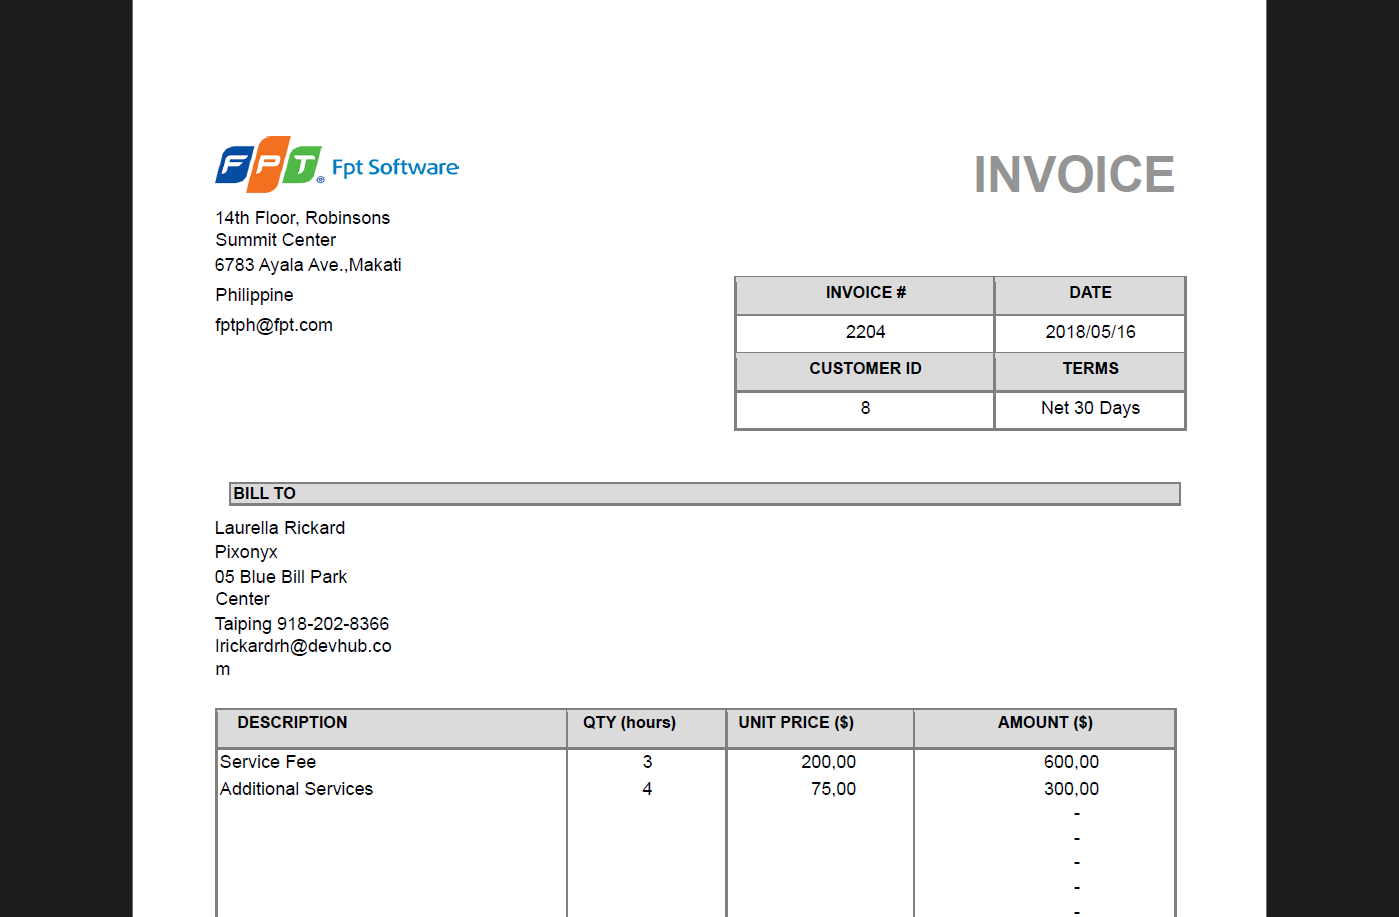 FPT® Fpt Software
INVOICE
14th Floor, Robinsons
Summit Center
6783 Ayala Ave.,Makati
Philippine
fptph@fpt.com
INVOICE # DATE
2204 2018/05/16
CUSTOMER ID TERMS
8 Net 30 Days
BILL TO
Laurella Rickard
Pixonyx
05 Blue Bill Park
Center
Taiping 918-202-8366
lrickardrh@devhub.co
m
DESCRIPTION QTY (hours) UNIT PRICE ($) AMOUNT ($)
Service Fee 3 200,00 600,00
Additional Services 4 75,00 300,00
-
-
-
-
-